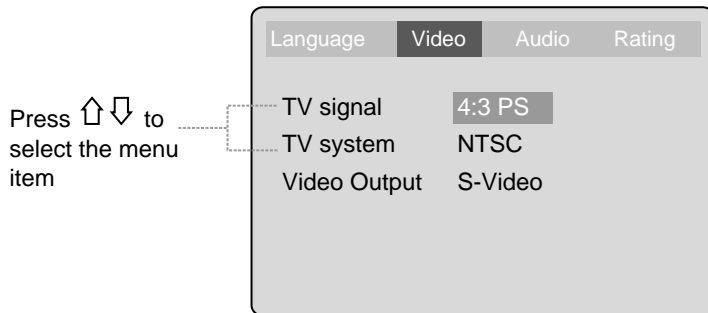 Language Video Audio Rating
TV signal 4:3 PS
TV system NTSC
Video Output S-Video
Press ⇧ ⇩ to
select the menu
item